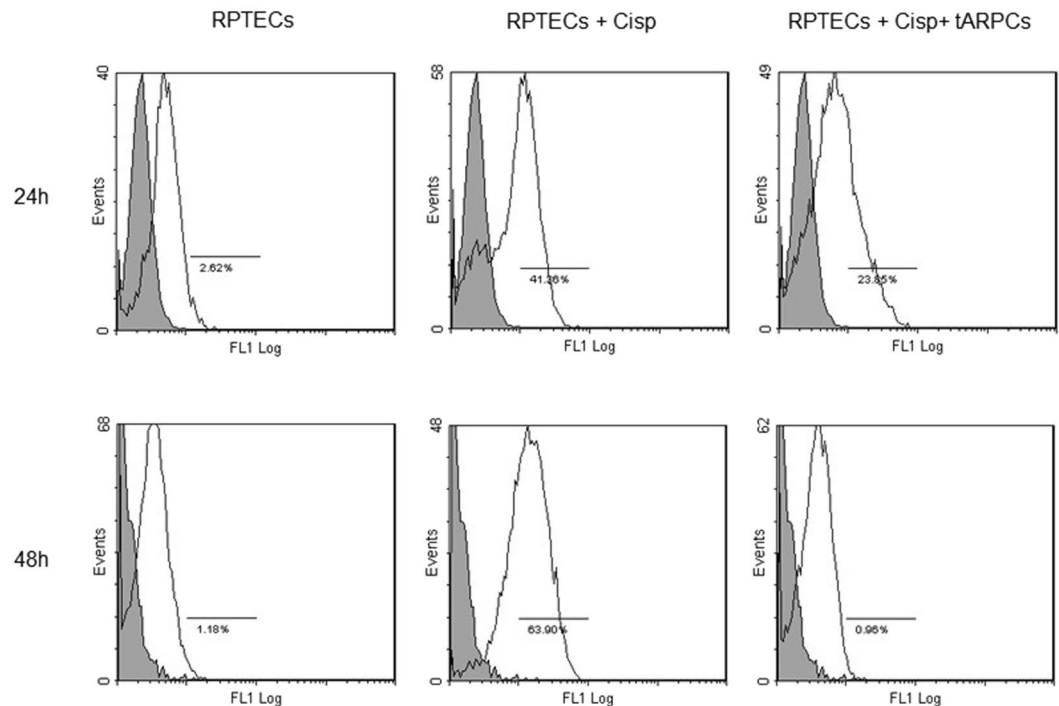 RPTECs
RPTECs + Cisp
RPTECs + Cisp+ tARPCs
24h
40
Events
0
2.62%
FL1 Log
58
Events
0
41.36%
FL1 Log
49
Events
0
23.85%
FL1 Log
48h
68
Events
0
1.18%
FL1 Log
48
Events
0
63.90%
FL1 Log
62
Events
0
0.96%
FL1 Log